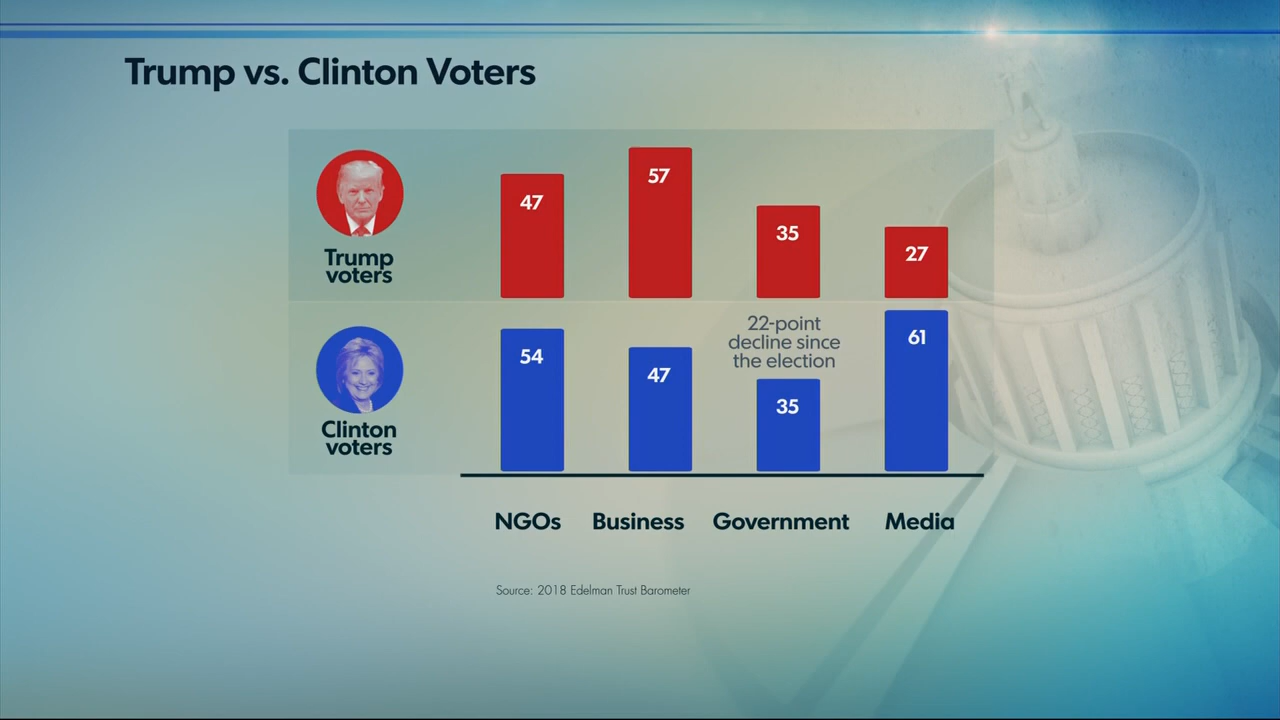 Trump vs. Clinton Voters
47
57
35
27
Trump
voters
22-point
decline since
the election
54
47
35
61
Clinton
voters
NGOs
Business
Government
Media
Source: 2018 Edelman Trust Barometer